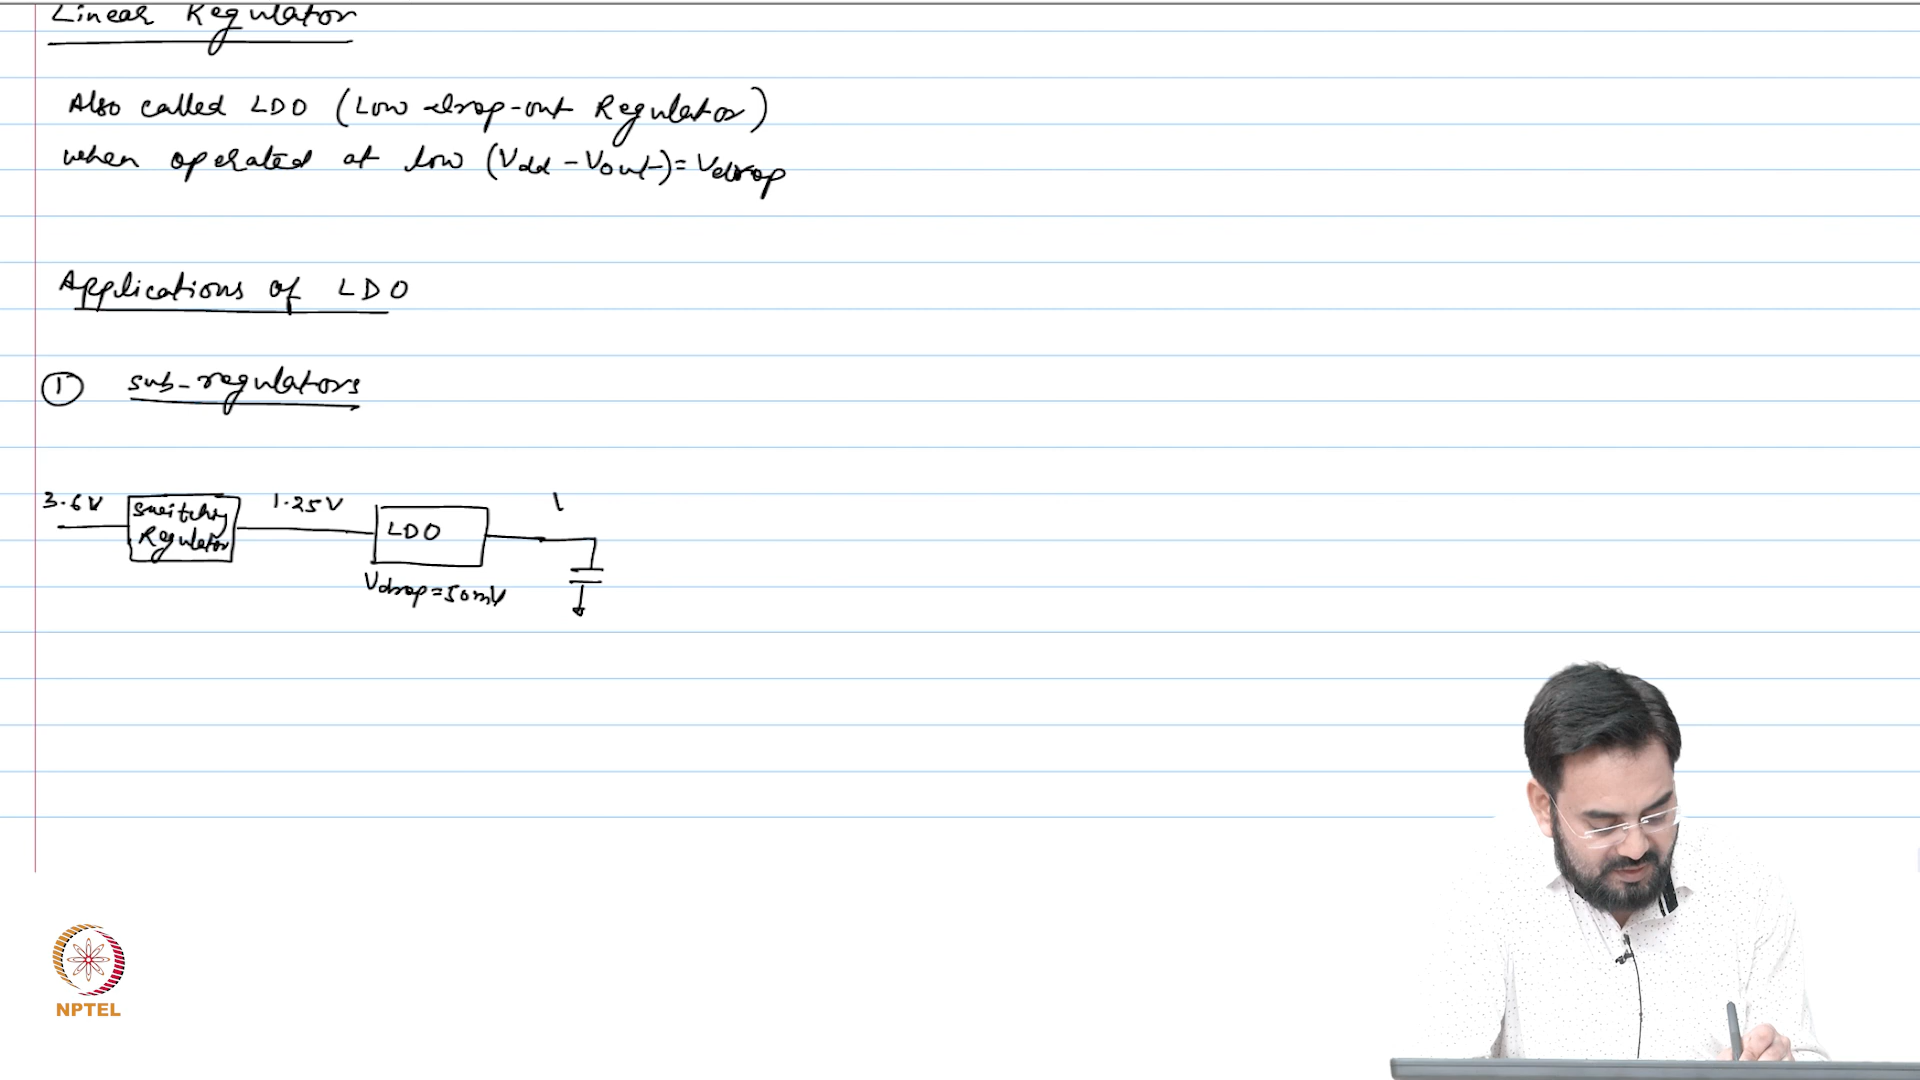 Linear Regulator
Also called LDO (Low drop-out Regulator)
when operated at low (Vdd - Vout) = Vdrop
Applications of LDO
① sub-regulators
3.6V
Switching
Regulator
1.25V
LDO
Vdrop = 50mV
1
NPTEL